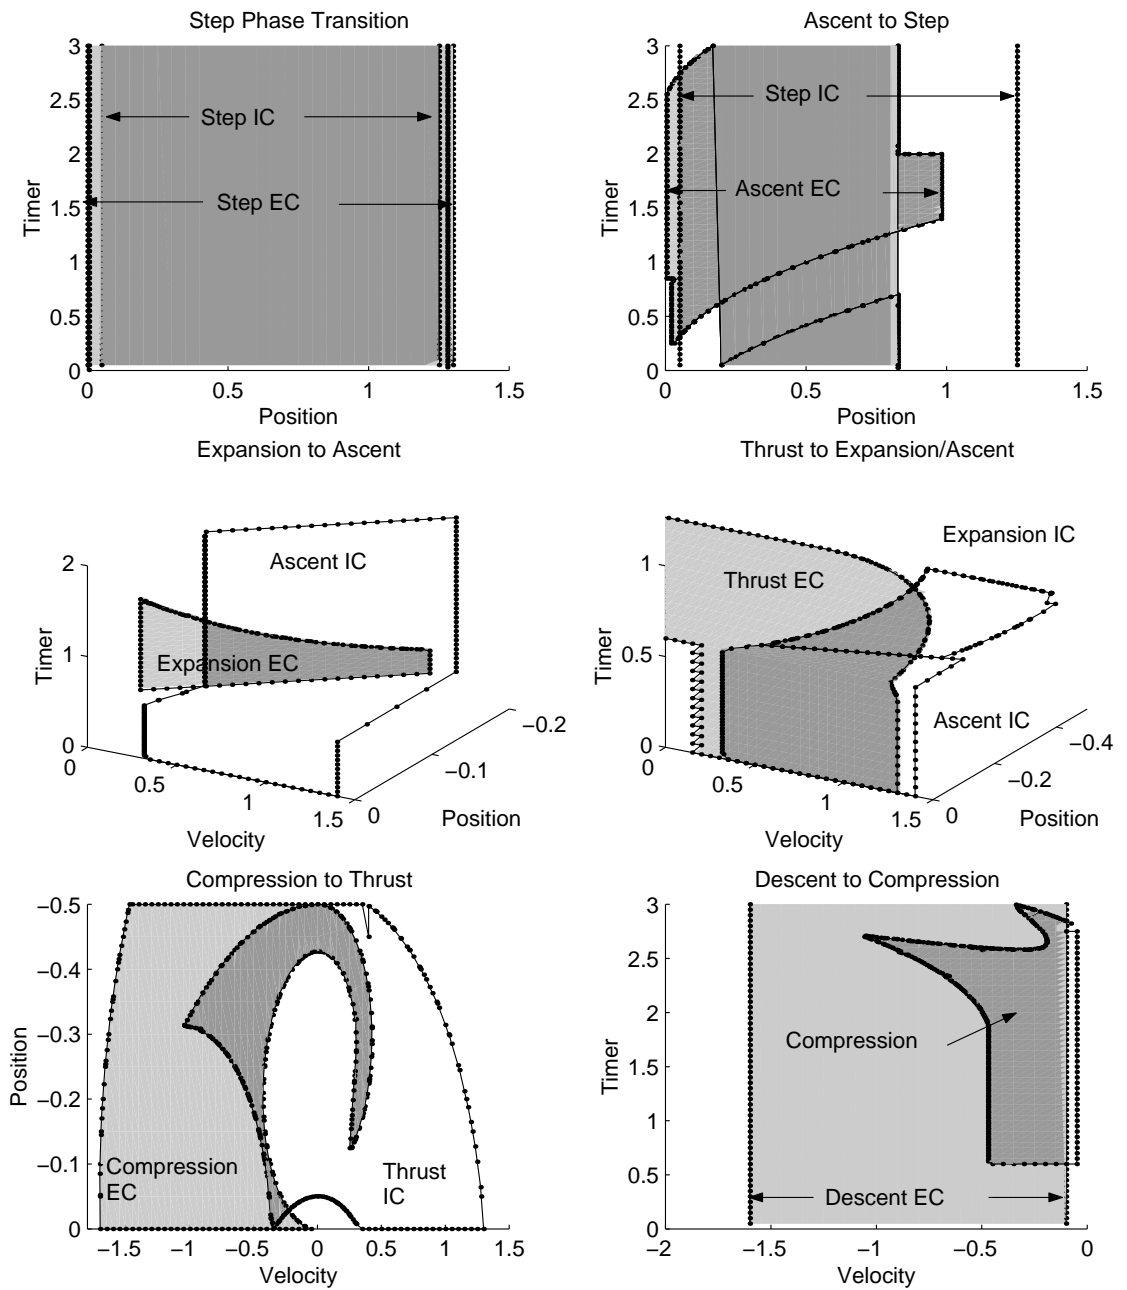 Step Phase Transition
3
2.5
2
1.5
1
0.5
0
Timer
Step IC
Step EC
0
0.5
1
1.5
Position
Ascent to Step
3
2.5
2
1.5
1
0.5
0
Timer
Step IC
Ascent EC
0
0.5
1
1.5
Position
Expansion to Ascent
2
1
0
Timer
Ascent IC
Expansion EC
0
0.5
1
1.5
Velocity
0
−0.1
−0.2
Position
Thrust to Expansion/Ascent
1
0.5
0
Timer
Expansion IC
Thrust EC
Ascent IC
0
0.5
1
1.5
Velocity
0
−0.2
−0.4
Position
Compression to Thrust
−0.5
−0.4
−0.3
−0.2
−0.1
0
Position
Compression
EC
Thrust
IC
−1.5
−1
−0.5
0
0.5
1
1.5
Velocity
Descent to Compression
3
2.5
2
1.5
1
0.5
0
Timer
Compression
Descent EC
−2
−1.5
−1
−0.5
0
Velocity